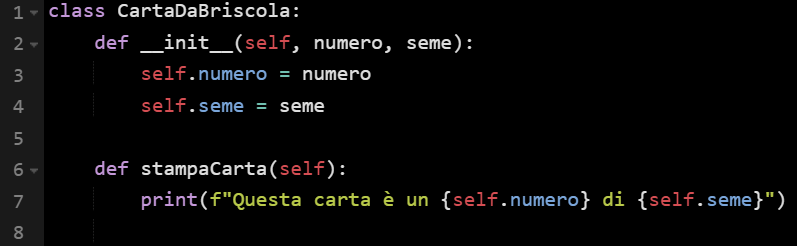 1 class CartaDaBriscola:
2     def __init__(self, numero, seme):
3         self.numero = numero
4         self.seme = seme
5
6     def stampaCarta(self):
7         print(f"Questa carta è un {self.numero} di {self.seme}")
8